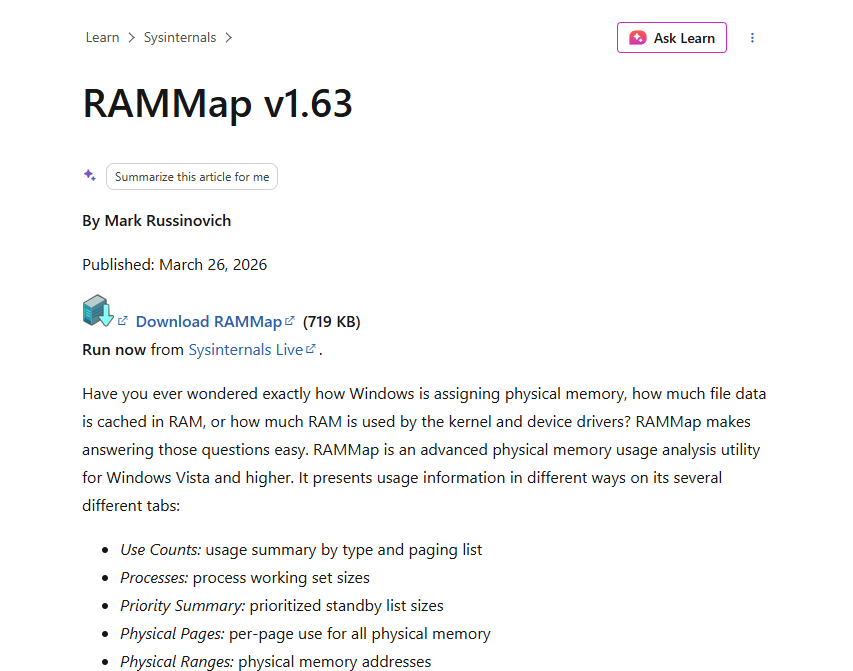 Learn > Sysinternals >
Ask Learn
RAMMap v1.63
Summarize this article for me
By Mark Russinovich
Published: March 26, 2026
Download RAMMap (719 KB)
Run now from Sysinternals Live .
Have you ever wondered exactly how Windows is assigning physical memory, how much file data
is cached in RAM, or how much RAM is used by the kernel and device drivers? RAMMap makes
answering those questions easy. RAMMap is an advanced physical memory usage analysis utility
for Windows Vista and higher. It presents usage information in different ways on its several
different tabs:
• Use Counts: usage summary by type and paging list
• Processes: process working set sizes
• Priority Summary: prioritized standby list sizes
• Physical Pages: per-page use for all physical memory
• Physical Ranges: physical memory addresses